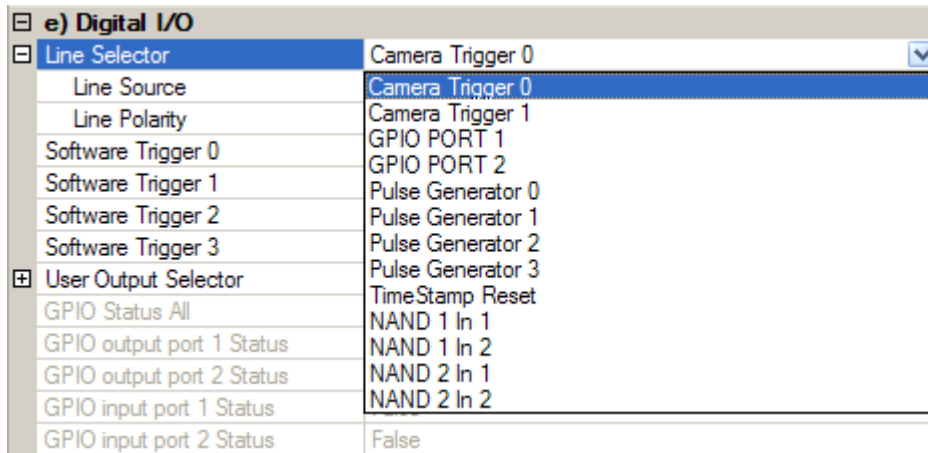 e) Digital I/O
Line Selector Camera Trigger 0
Line Source Camera Trigger 0
Line Polarity Camera Trigger 1
GPIO PORT 1
Software Trigger 0 GPIO PORT 2
Software Trigger 1 Pulse Generator 0
Pulse Generator 1
Software Trigger 2 Pulse Generator 2
Software Trigger 3 Pulse Generator 3
User Output Selector TimeStamp Reset
GPIO Status All NAND 1 In 1
GPIO output port 1 Status NAND 1 In 2
GPIO output port 2 Status NAND 2 In 1
GPIO input port 1 Status NAND 2 In 2
GPIO input port 2 Status False